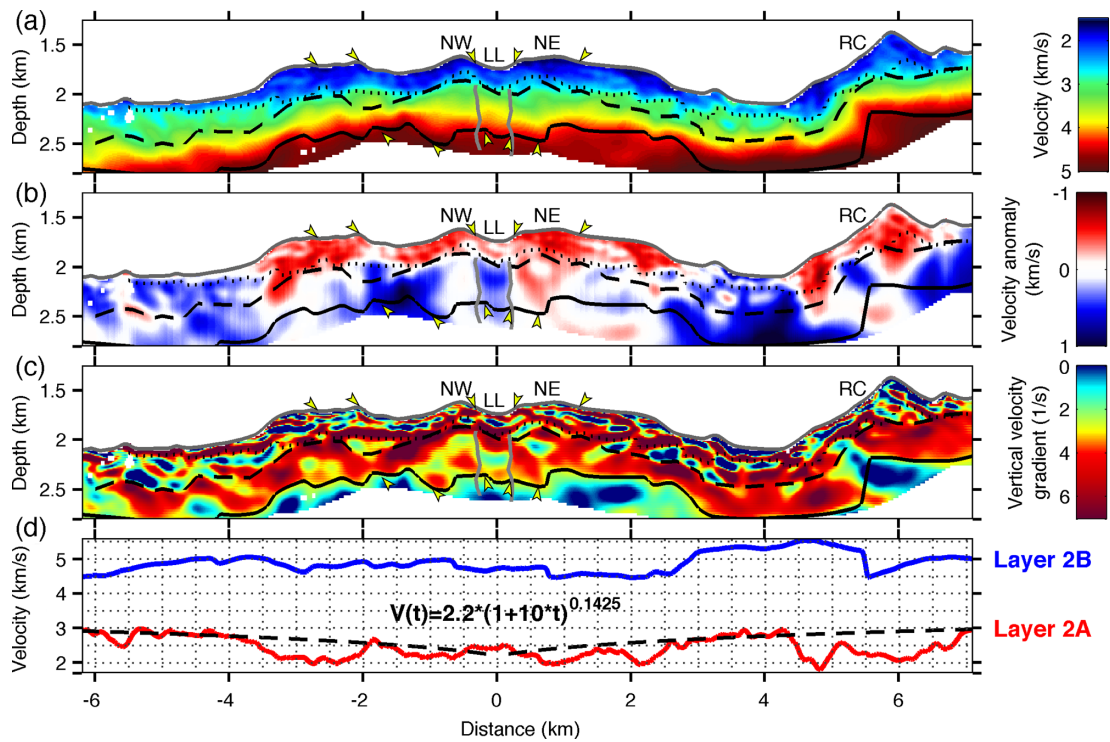 (a)
NW LL NE RC
Depth (km)
1.5
2
2.5
Velocity (km/s)
2
3
4
5
(b)
NW LL NE RC
Depth (km)
1.5
2
2.5
Velocity anomaly
(km/s)
-1
0
1
(c)
NW LL NE RC
Depth (km)
1.5
2
2.5
Vertical velocity
gradient (1/s)
0
2
4
6
(d)
Velocity (km/s)
5
4
3
2
V(t)=2.2*(1+10*t)^0.1425
Layer 2B
Layer 2A
-6 -4 -2 0 2 4 6
Distance (km)